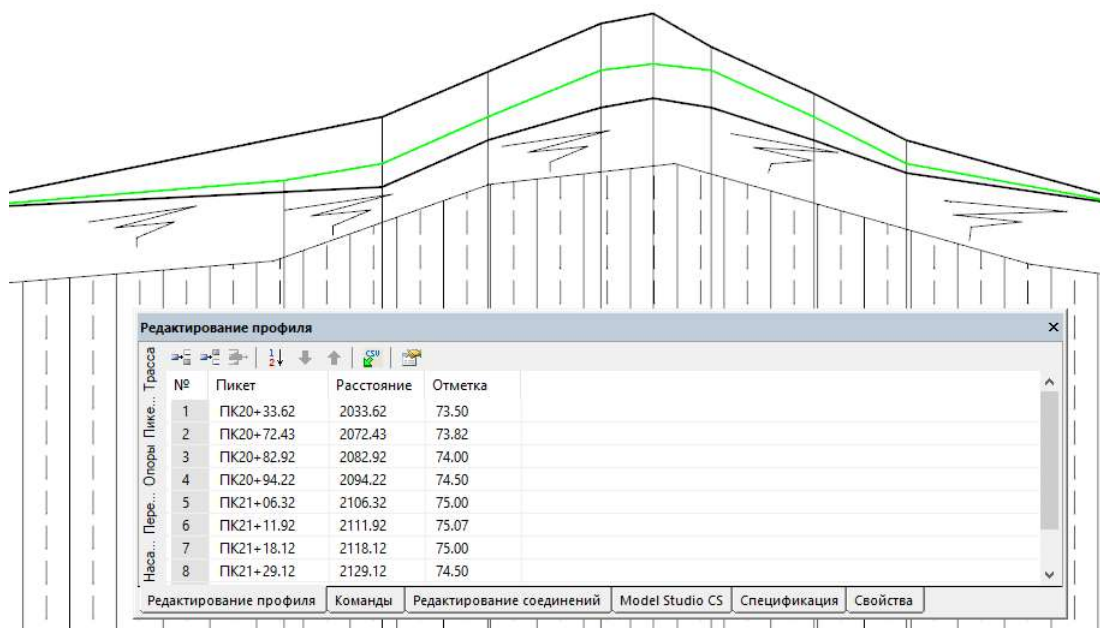 Редактирование профиля
Трасса
Пике...
Опоры
Пере...
Наса...
CSV
№ Пикет Расстояние Отметка
1 ПК20+33.62 2033.62 73.50
2 ПК20+72.43 2072.43 73.82
3 ПК20+82.92 2082.92 74.00
4 ПК20+94.22 2094.22 74.50
5 ПК21+06.32 2106.32 75.00
6 ПК21+11.92 2111.92 75.07
7 ПК21+18.12 2118.12 75.00
8 ПК21+29.12 2129.12 74.50
Редактирование профиля Команды Редактирование соединений Model Studio CS Спецификация Свойства